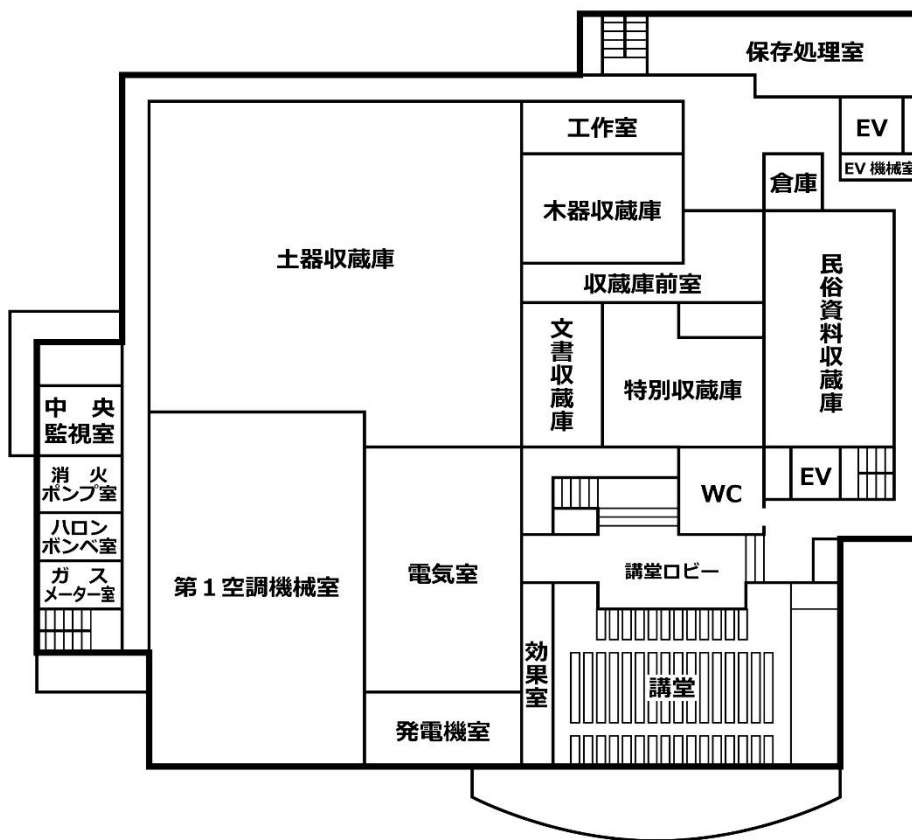 保存処理室
工作室
EV
EV 機械室
倉庫
木器収蔵庫
土器収蔵庫
収蔵庫前室
民俗資料収蔵庫
文書収蔵庫
特別収蔵庫
中 央
監視室
消 火
ポンプ室
ハロン
ボンベ室
ガ ス
メーター室
WC
EV
第1空調機械室
電気室
講堂ロビー
効果室
講堂
発電機室